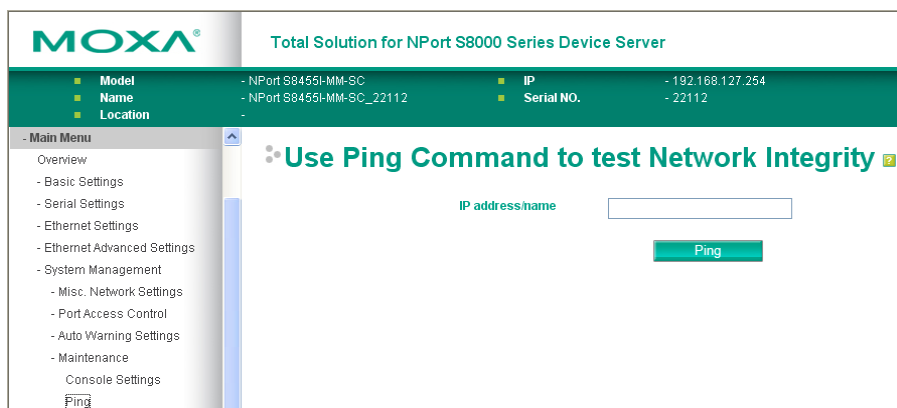 MOXA®
Total Solution for NPort S8000 Series Device Server
Model - NPort S8455I-MM-SC IP - 192.168.127.254
Name - NPort S8455I-MM-SC_22112 Serial NO. - 22112
Location -
- Main Menu
Overview
- Basic Settings
- Serial Settings
- Ethernet Settings
- Ethernet Advanced Settings
- System Management
- Misc. Network Settings
- Port Access Control
- Auto Warning Settings
- Maintenance
Console Settings
Ping
Use Ping Command to test Network Integrity ?
IP address/name
Ping